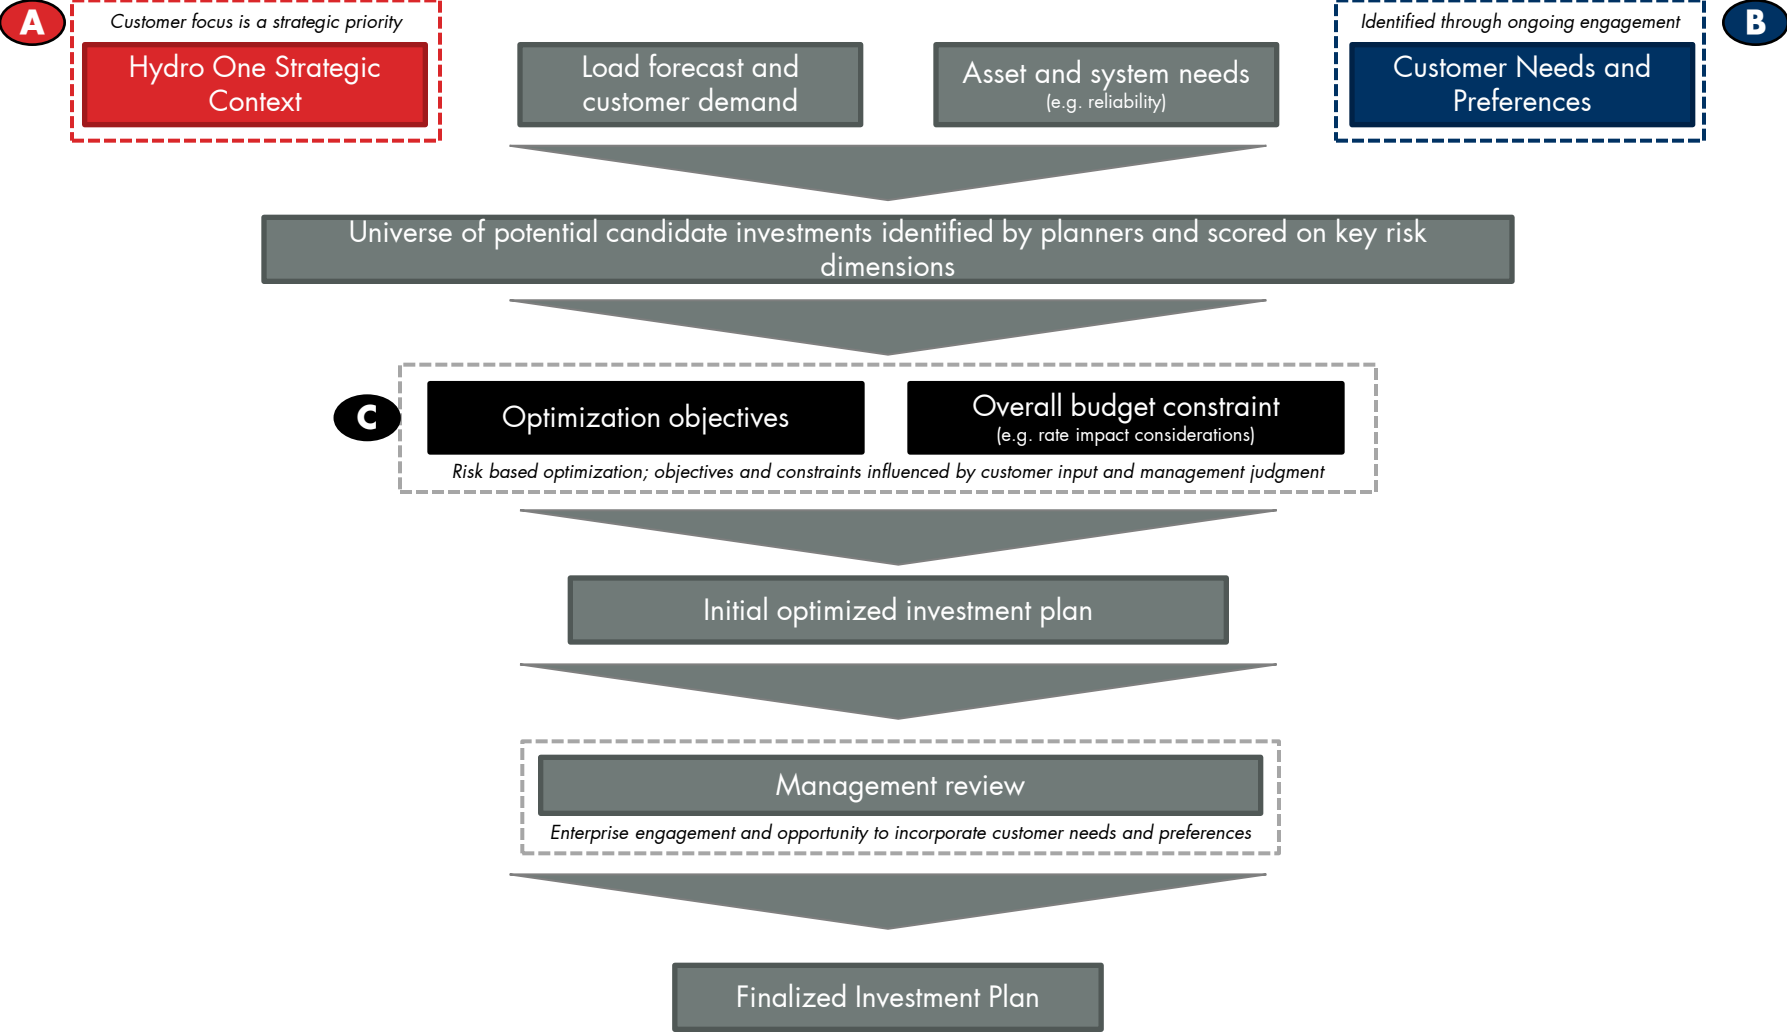 A
Customer focus is a strategic priority
Hydro One Strategic
Context
Load forecast and
customer demand
Asset and system needs
(e.g. reliability)
Identified through ongoing engagement
Customer Needs and
Preferences
B
Universe of potential candidate investments identified by planners and scored on key risk
dimensions
C
Optimization objectives
Overall budget constraint
(e.g. rate impact considerations)
Risk based optimization; objectives and constraints influenced by customer input and management judgment
Initial optimized investment plan
Management review
Enterprise engagement and opportunity to incorporate customer needs and preferences
Finalized Investment Plan